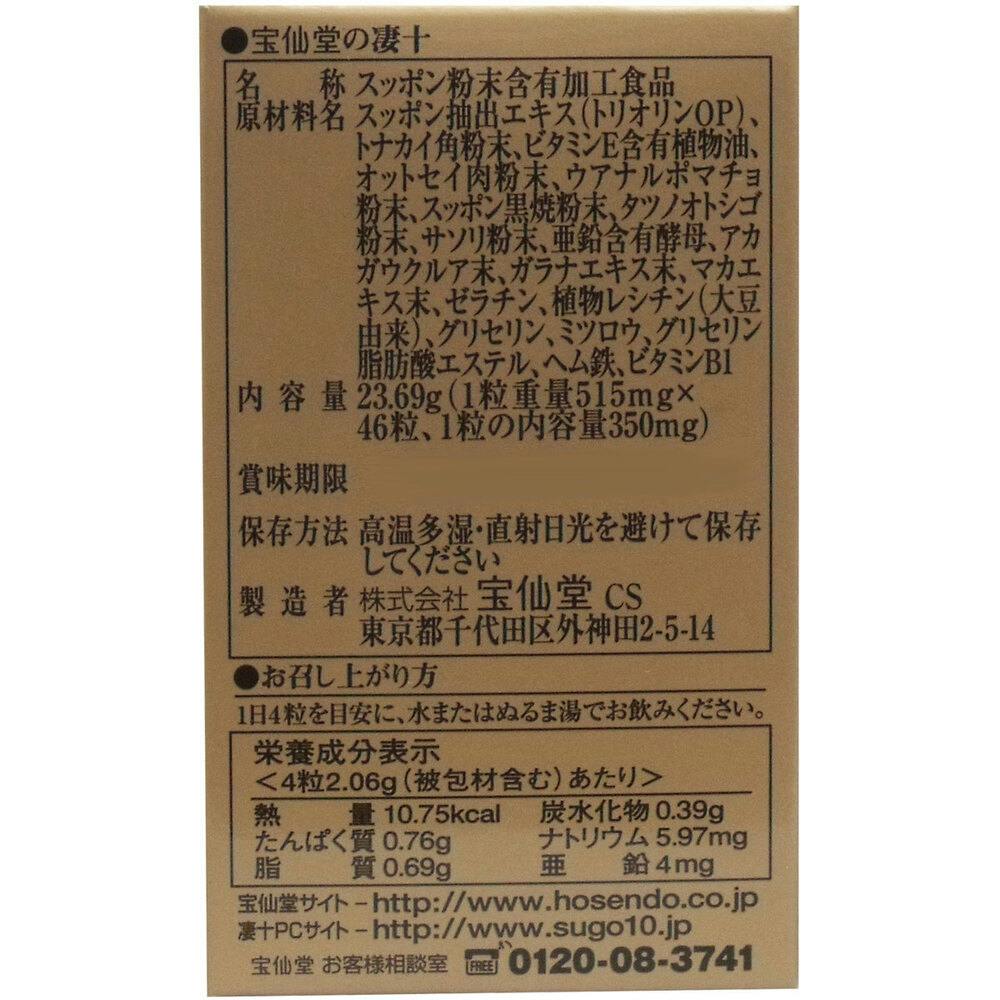 ●宝仙堂の凄十
名称 スッポン粉末含有加工食品
原材料名 スッポン抽出エキス(トリオリンOP)、
トナカイ角粉末、ビタミンE含有植物油、
オットセイ肉粉末、ウアナルポマチョ
粉末、スッポン黒焼粉末、タツノオトシゴ
粉末、サソリ粉末、亜鉛含有酵母、アカ
ガウクルア末、ガラナエキス末、マカエ
キス末、ゼラチン、植物レシチン(大豆
由来)、グリセリン、ミツロウ、グリセリン
脂肪酸エステル、ヘム鉄、ビタミンB1
内容量 23.69g(1粒重量515mg×
46粒、1粒の内容量350mg)
賞味期限
保存方法 高温多湿・直射日光を避けて保存
してください
製造者 株式会社 宝仙堂 CS
東京都千代田区外神田2-5-14
●お召し上がり方
1日4粒を目安に、水またはぬるま湯でお飲みください。
栄養成分表示
<4粒2.06g(被包材含む)あたり>
熱量 10.75kcal 炭水化物 0.39g
たんぱく質 0.76g ナトリウム 5.97mg
脂質 0.69g 亜鉛 4mg
宝仙堂サイト－http://www.hosendo.co.jp
凄十PCサイト－http://www.sugo10.jp
宝仙堂 お客様相談室 FREE 0120-08-3741